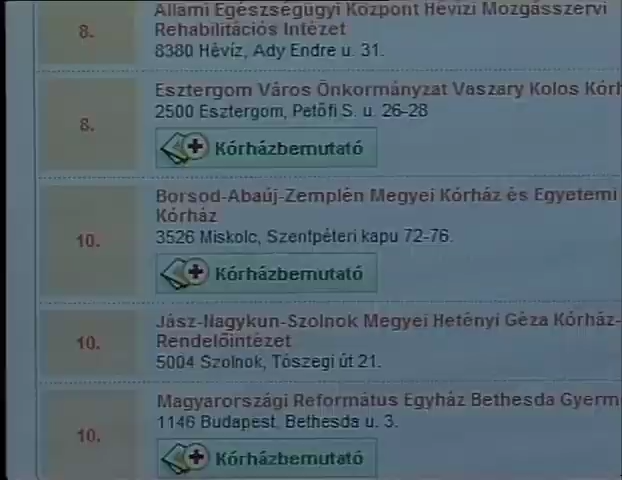 8.
Állami Egészségügyi Központ Hévízi Mozgásszervi
Rehabilitációs Intézet
8380 Hévíz, Ady Endre u. 31.
8.
Esztergom Város Önkormányzat Vaszary Kolos
2500 Esztergom, Petőfi S. u. 26-28
Kórházbemutató
10.
Borsod-Abaúj-Zemplén Megyei Kórház és Egyetemi
Kórház
3526 Miskolc, Szentpéteri kapu 72-76.
Kórházbemutató
10.
Jász-Nagykun-Szolnok Megyei Hetényi Géza Kórház-
Rendelőintézet
5004 Szolnok, Tószegi út 21.
10.
Magyarországi Református Egyház Bethesda
1146 Budapest, Bethesda u. 3.
Kórházbemutató